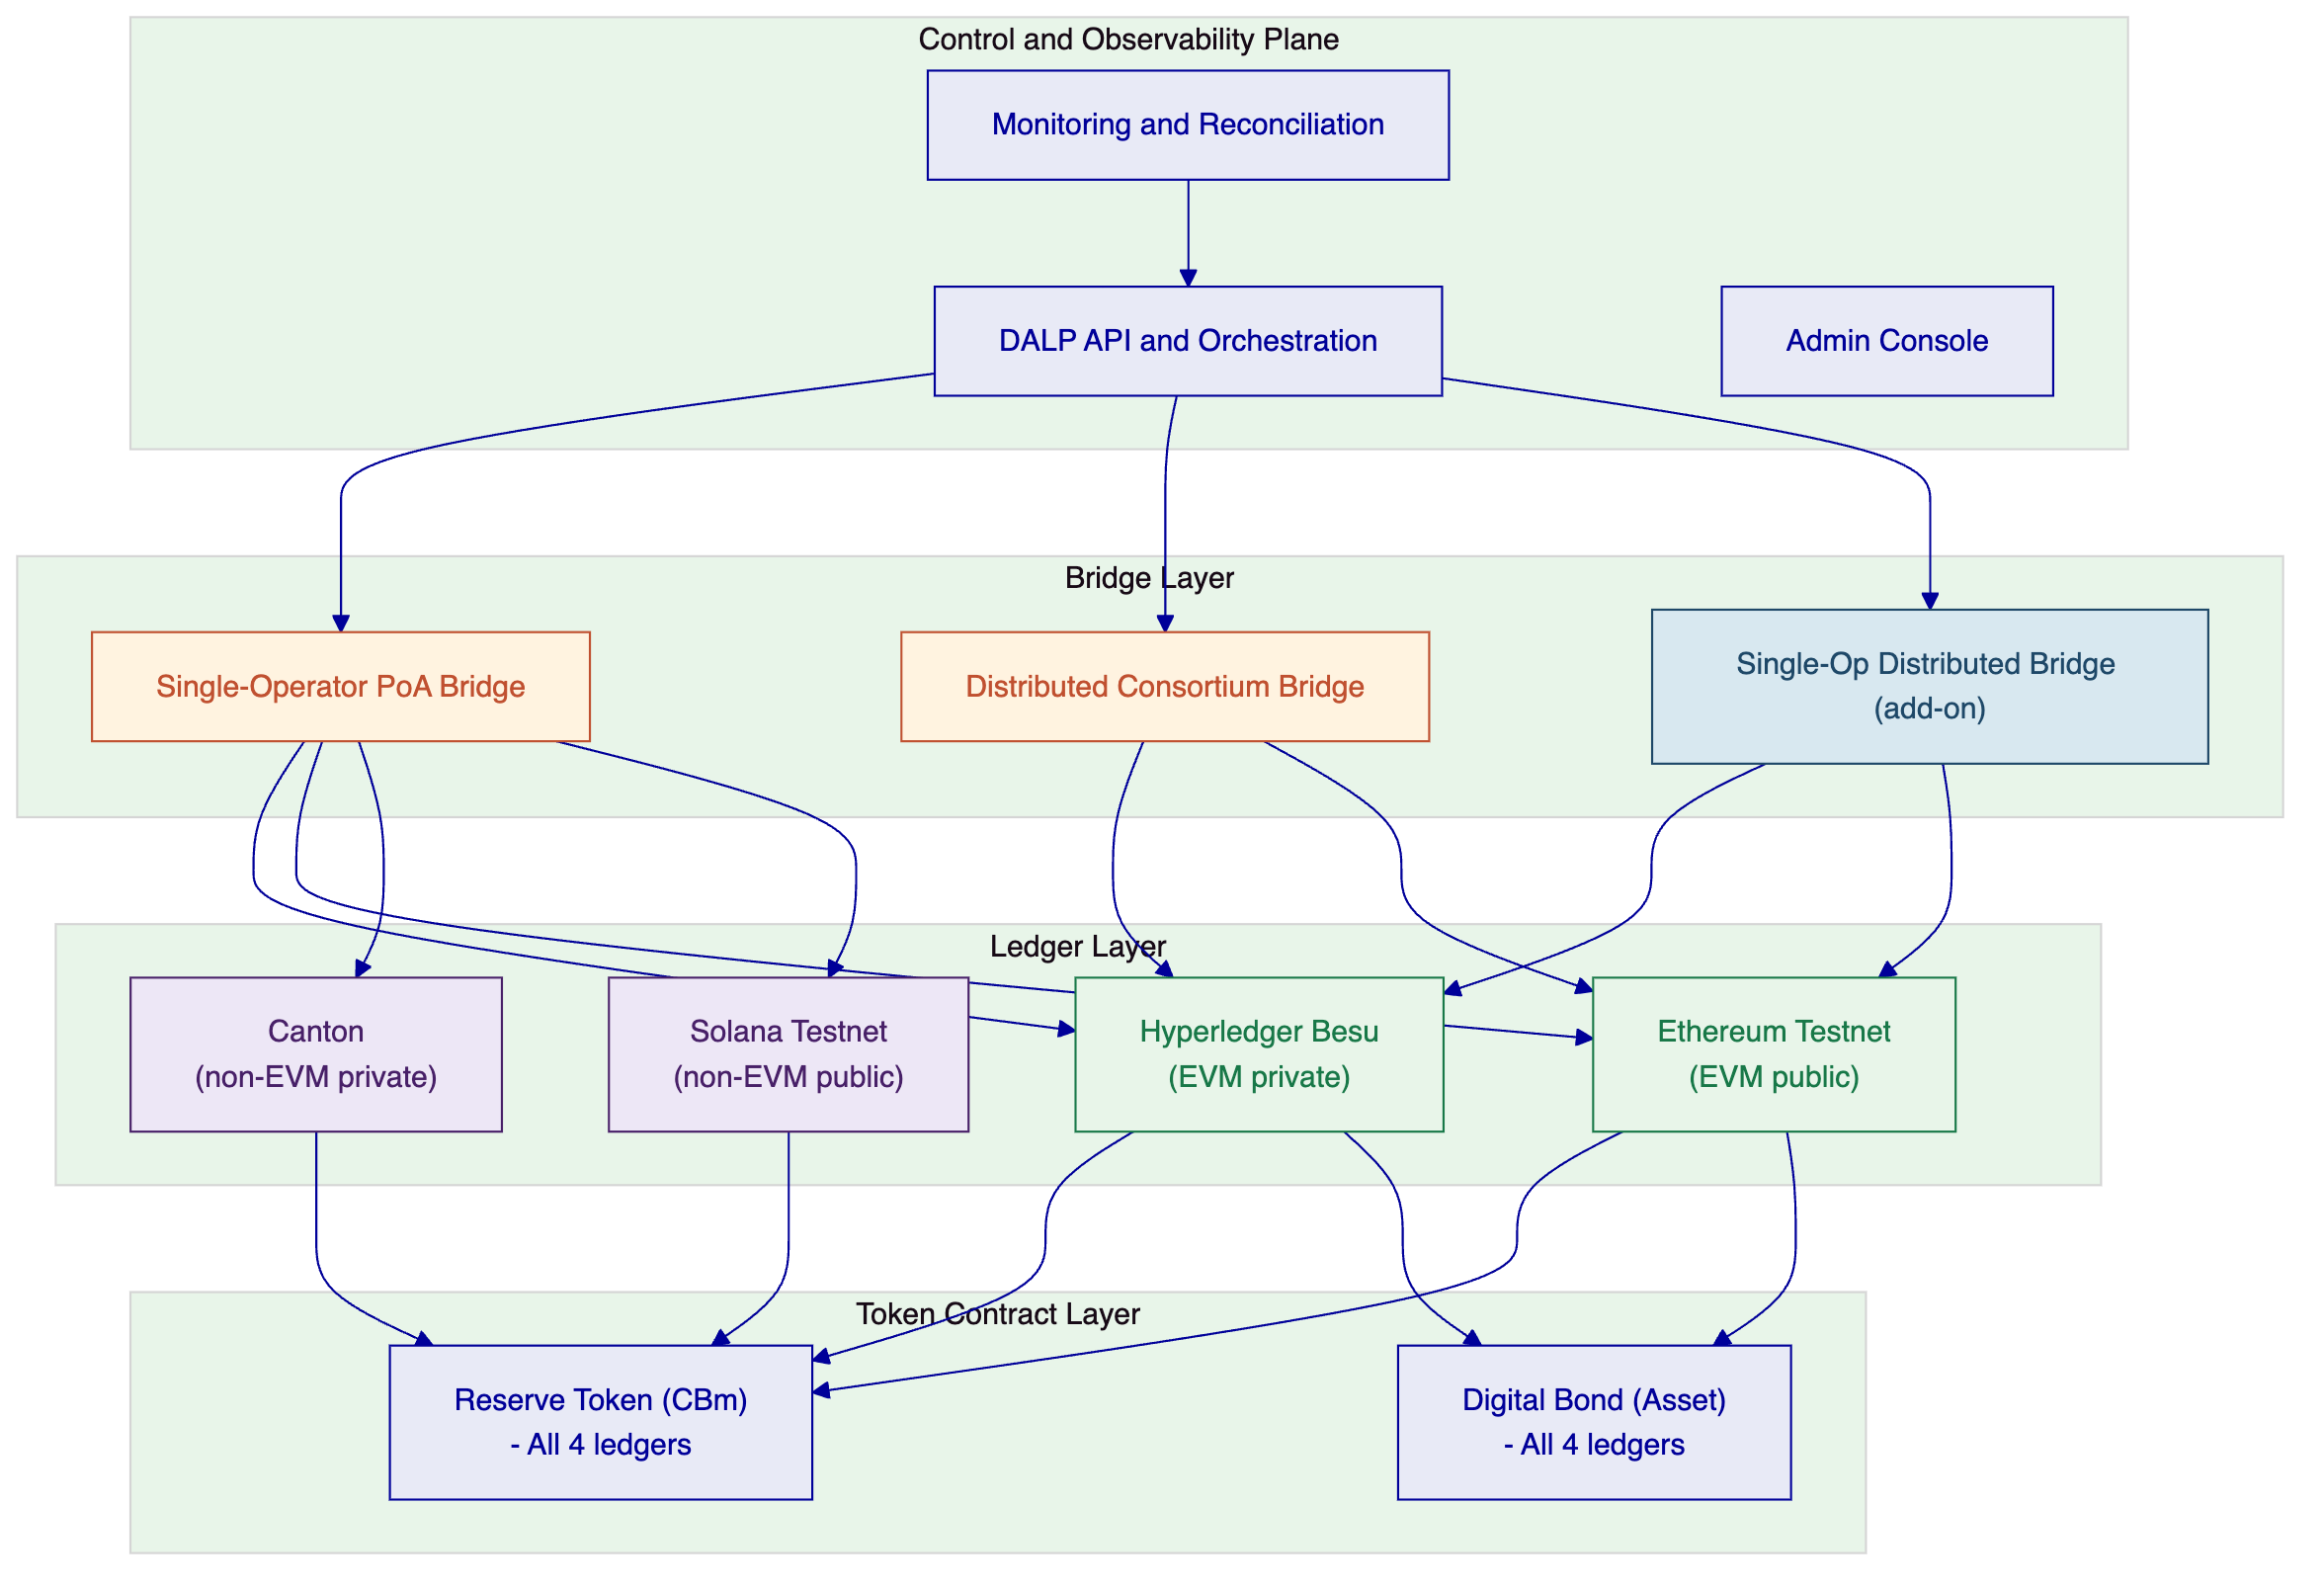 Control and Observability Plane
Monitoring and Reconciliation
DALP API and Orchestration
Admin Console
Bridge Layer
Single-Operator PoA Bridge
Distributed Consortium Bridge
Single-Op Distributed Bridge
(add-on)
Ledger Layer
Canton
(non-EVM private)
Solana Testnet
(non-EVM public)
Hyperledger Besu
(EVM private)
Ethereum Testnet
(EVM public)
Token Contract Layer
Reserve Token (CBm)
- All 4 ledgers
Digital Bond (Asset)
- All 4 ledgers